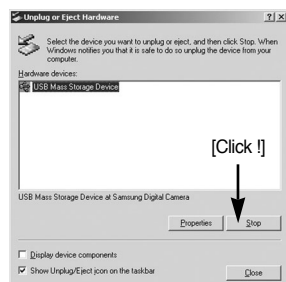 Unplug or Eject Hardware
Select the device you want to unplug or eject, and then click Stop. When
Windows notifies you that it is safe to do so unplug the device from your
computer.
Hardware devices:
USB Mass Storage Device
[Click !]
USB Mass Storage Device at Samsung Digital Camera
Properties
Stop
Display device components
Show Unplug/Eject icon on the taskbar
Close